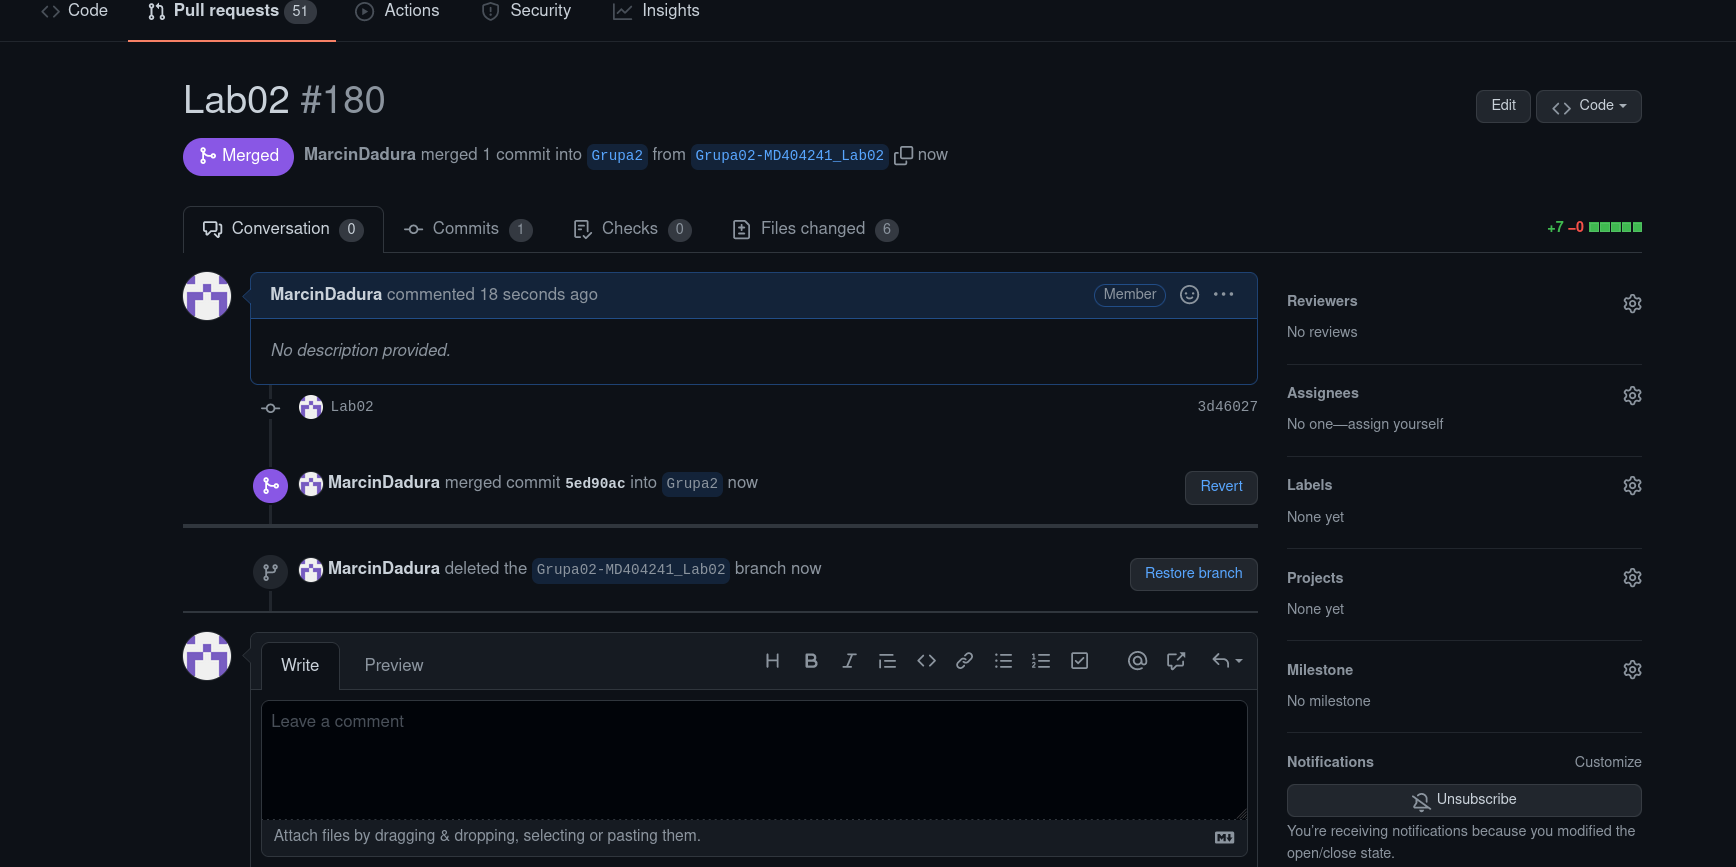 Code Pull requests 51 Actions Security Insights
Lab02 #180
Edit Code
Merged MarcinDadura merged 1 commit into Grupa2 from Grupa02-MD404241_Lab02 now
Conversation 0 Commits 1 Checks 0 Files changed 6
+7 −0
MarcinDadura commented 18 seconds ago
Member
No description provided.
Lab02
3d46027
MarcinDadura merged commit 5ed90ac into Grupa2 now
Revert
MarcinDadura deleted the Grupa02-MD404241_Lab02 branch now
Restore branch
Write Preview
Leave a comment
Attach files by dragging & dropping, selecting or pasting them.
Reviewers
No reviews
Assignees
No one—assign yourself
Labels
None yet
Projects
None yet
Milestone
No milestone
Notifications
Customize
Unsubscribe
You're receiving notifications because you modified the
open/close state.